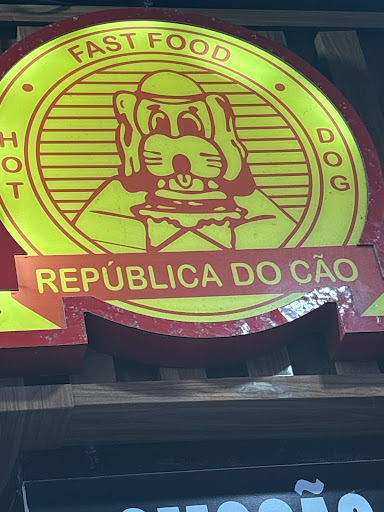 FAST FOOD
HOT
DOG
REPÚBLICA DO CÃO